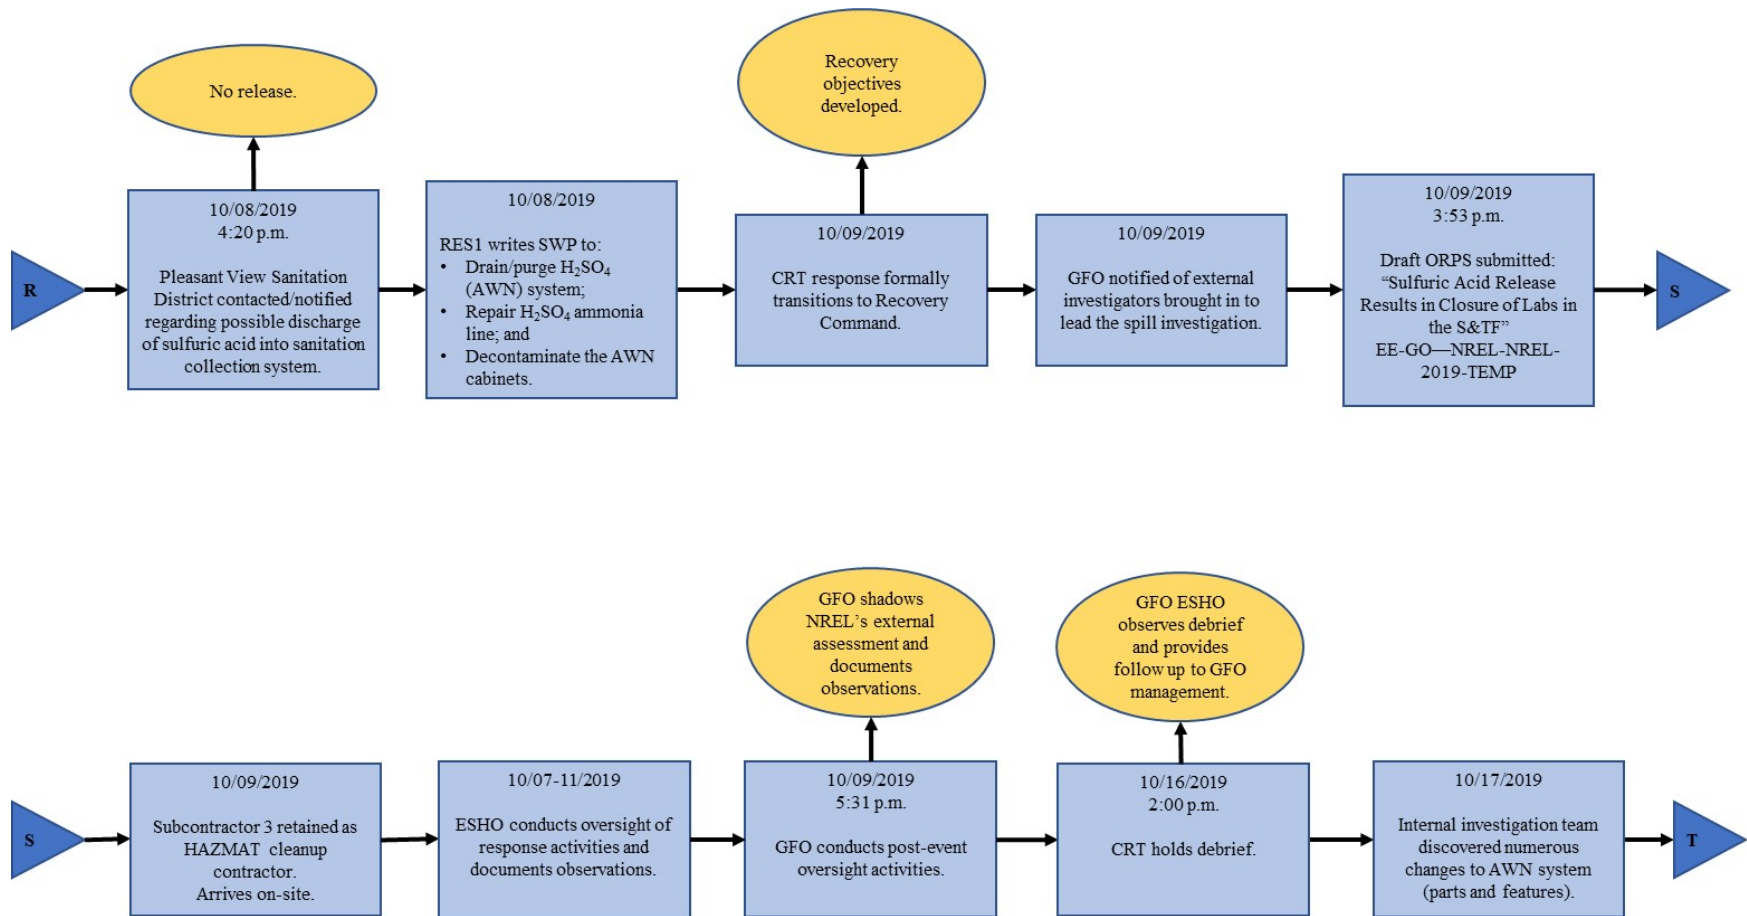 No release.
Recovery
objectives
developed.
R
10/08/2019
4:20 p.m.
Pleasant View Sanitation
District contacted/notified
regarding possible discharge
of sulfuric acid into sanitation
collection system.
10/08/2019
RES1 writes SWP to:
• Drain/purge H₂SO₄
(AWN) system;
• Repair H₂SO₄ ammonia
line; and
• Decontaminate the AWN
cabinets.
10/09/2019
CRT response formally
transitions to Recovery
Command.
10/09/2019
GFO notified of external
investigators brought in to
lead the spill investigation.
10/09/2019
3:53 p.m.
Draft ORPS submitted:
“Sulfuric Acid Release
Results in Closure of Labs in
the S&TF”
EE-GO—NREL-NREL-
2019-TEMP
S
GFO shadows
NREL’s external
assessment and
documents
observations.
GFO ESHO
observes debrief
and provides
follow up to GFO
management.
S
10/09/2019
Subcontractor 3 retained as
HAZMAT cleanup
contractor.
Arrives on-site.
10/07-11/2019
ESHO conducts oversight of
response activities and
documents observations.
10/09/2019
5:31 p.m.
GFO conducts post-event
oversight activities.
10/16/2019
2:00 p.m.
CRT holds debrief.
10/17/2019
Internal investigation team
discovered numerous
changes to AWN system
(parts and features).
T